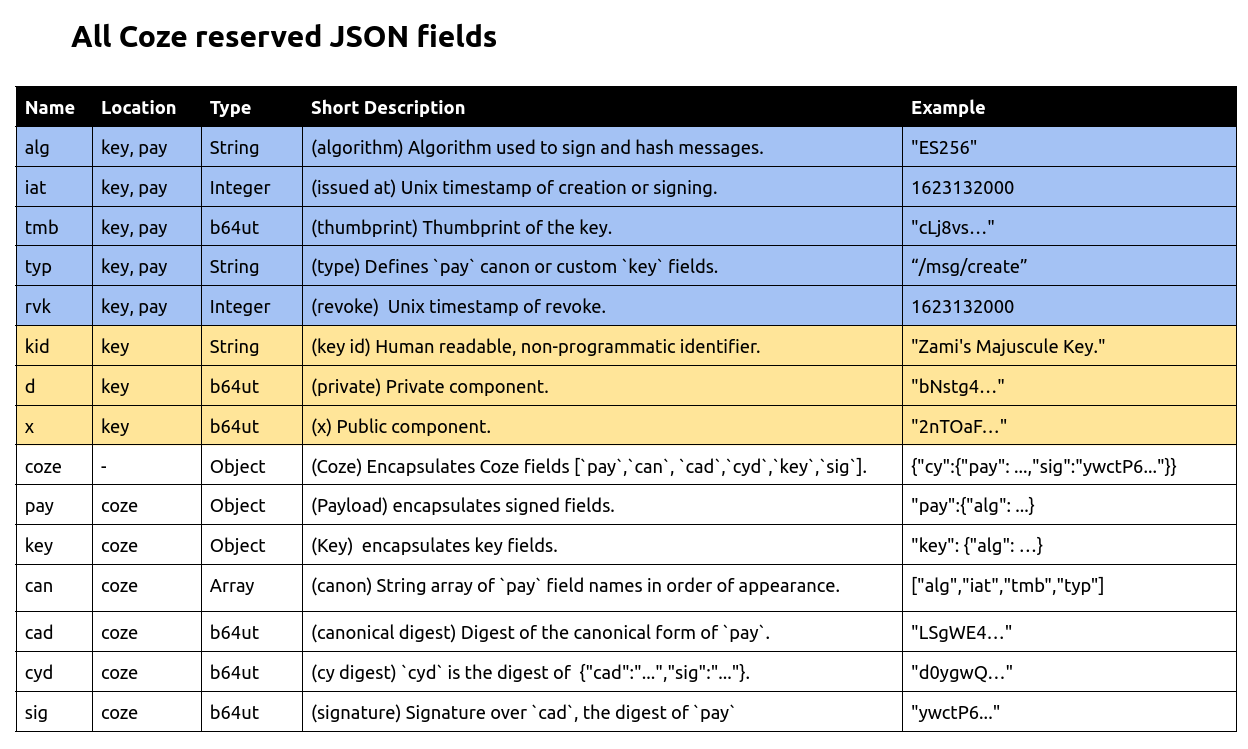 All Coze reserved JSON fields
Name Location Type Short Description Example
alg key, pay String (algorithm) Algorithm used to sign and hash messages. "ES256"
iat key, pay Integer (issued at) Unix timestamp of creation or signing. 1623132000
tmb key, pay b64ut (thumbprint) Thumbprint of the key. "cLj8vs…"
typ key, pay String (type) Defines `pay` canon or custom `key` fields. “/msg/create”
rvk key, pay Integer (revoke)  Unix timestamp of revoke. 1623132000
kid key String (key id) Human readable, non-programmatic identifier. "Zami's Majuscule Key."
d key b64ut (private) Private component. "bNstg4…"
x key b64ut (x) Public component. "2nTOaF…"
coze - Object (Coze) Encapsulates Coze fields [`pay`,`can`, `cad`,`cyd`,`key`,`sig`]. {"cy":{"pay": ...,"sig":"ywctP6..."}}
pay coze Object (Payload) encapsulates signed fields. "pay":{"alg": ...}
key coze Object (Key)  encapsulates key fields. "key": {"alg": …}
can coze Array (canon) String array of `pay` field names in order of appearance. ["alg","iat","tmb","typ"]
cad coze b64ut (canonical digest) Digest of the canonical form of `pay`. "LSgWE4…"
cyd coze b64ut (cy digest) `cyd` is the digest of  {"cad":"...","sig":"..."}. "d0ygwQ…"
sig coze b64ut (signature) Signature over `cad`, the digest of `pay` "ywctP6..."